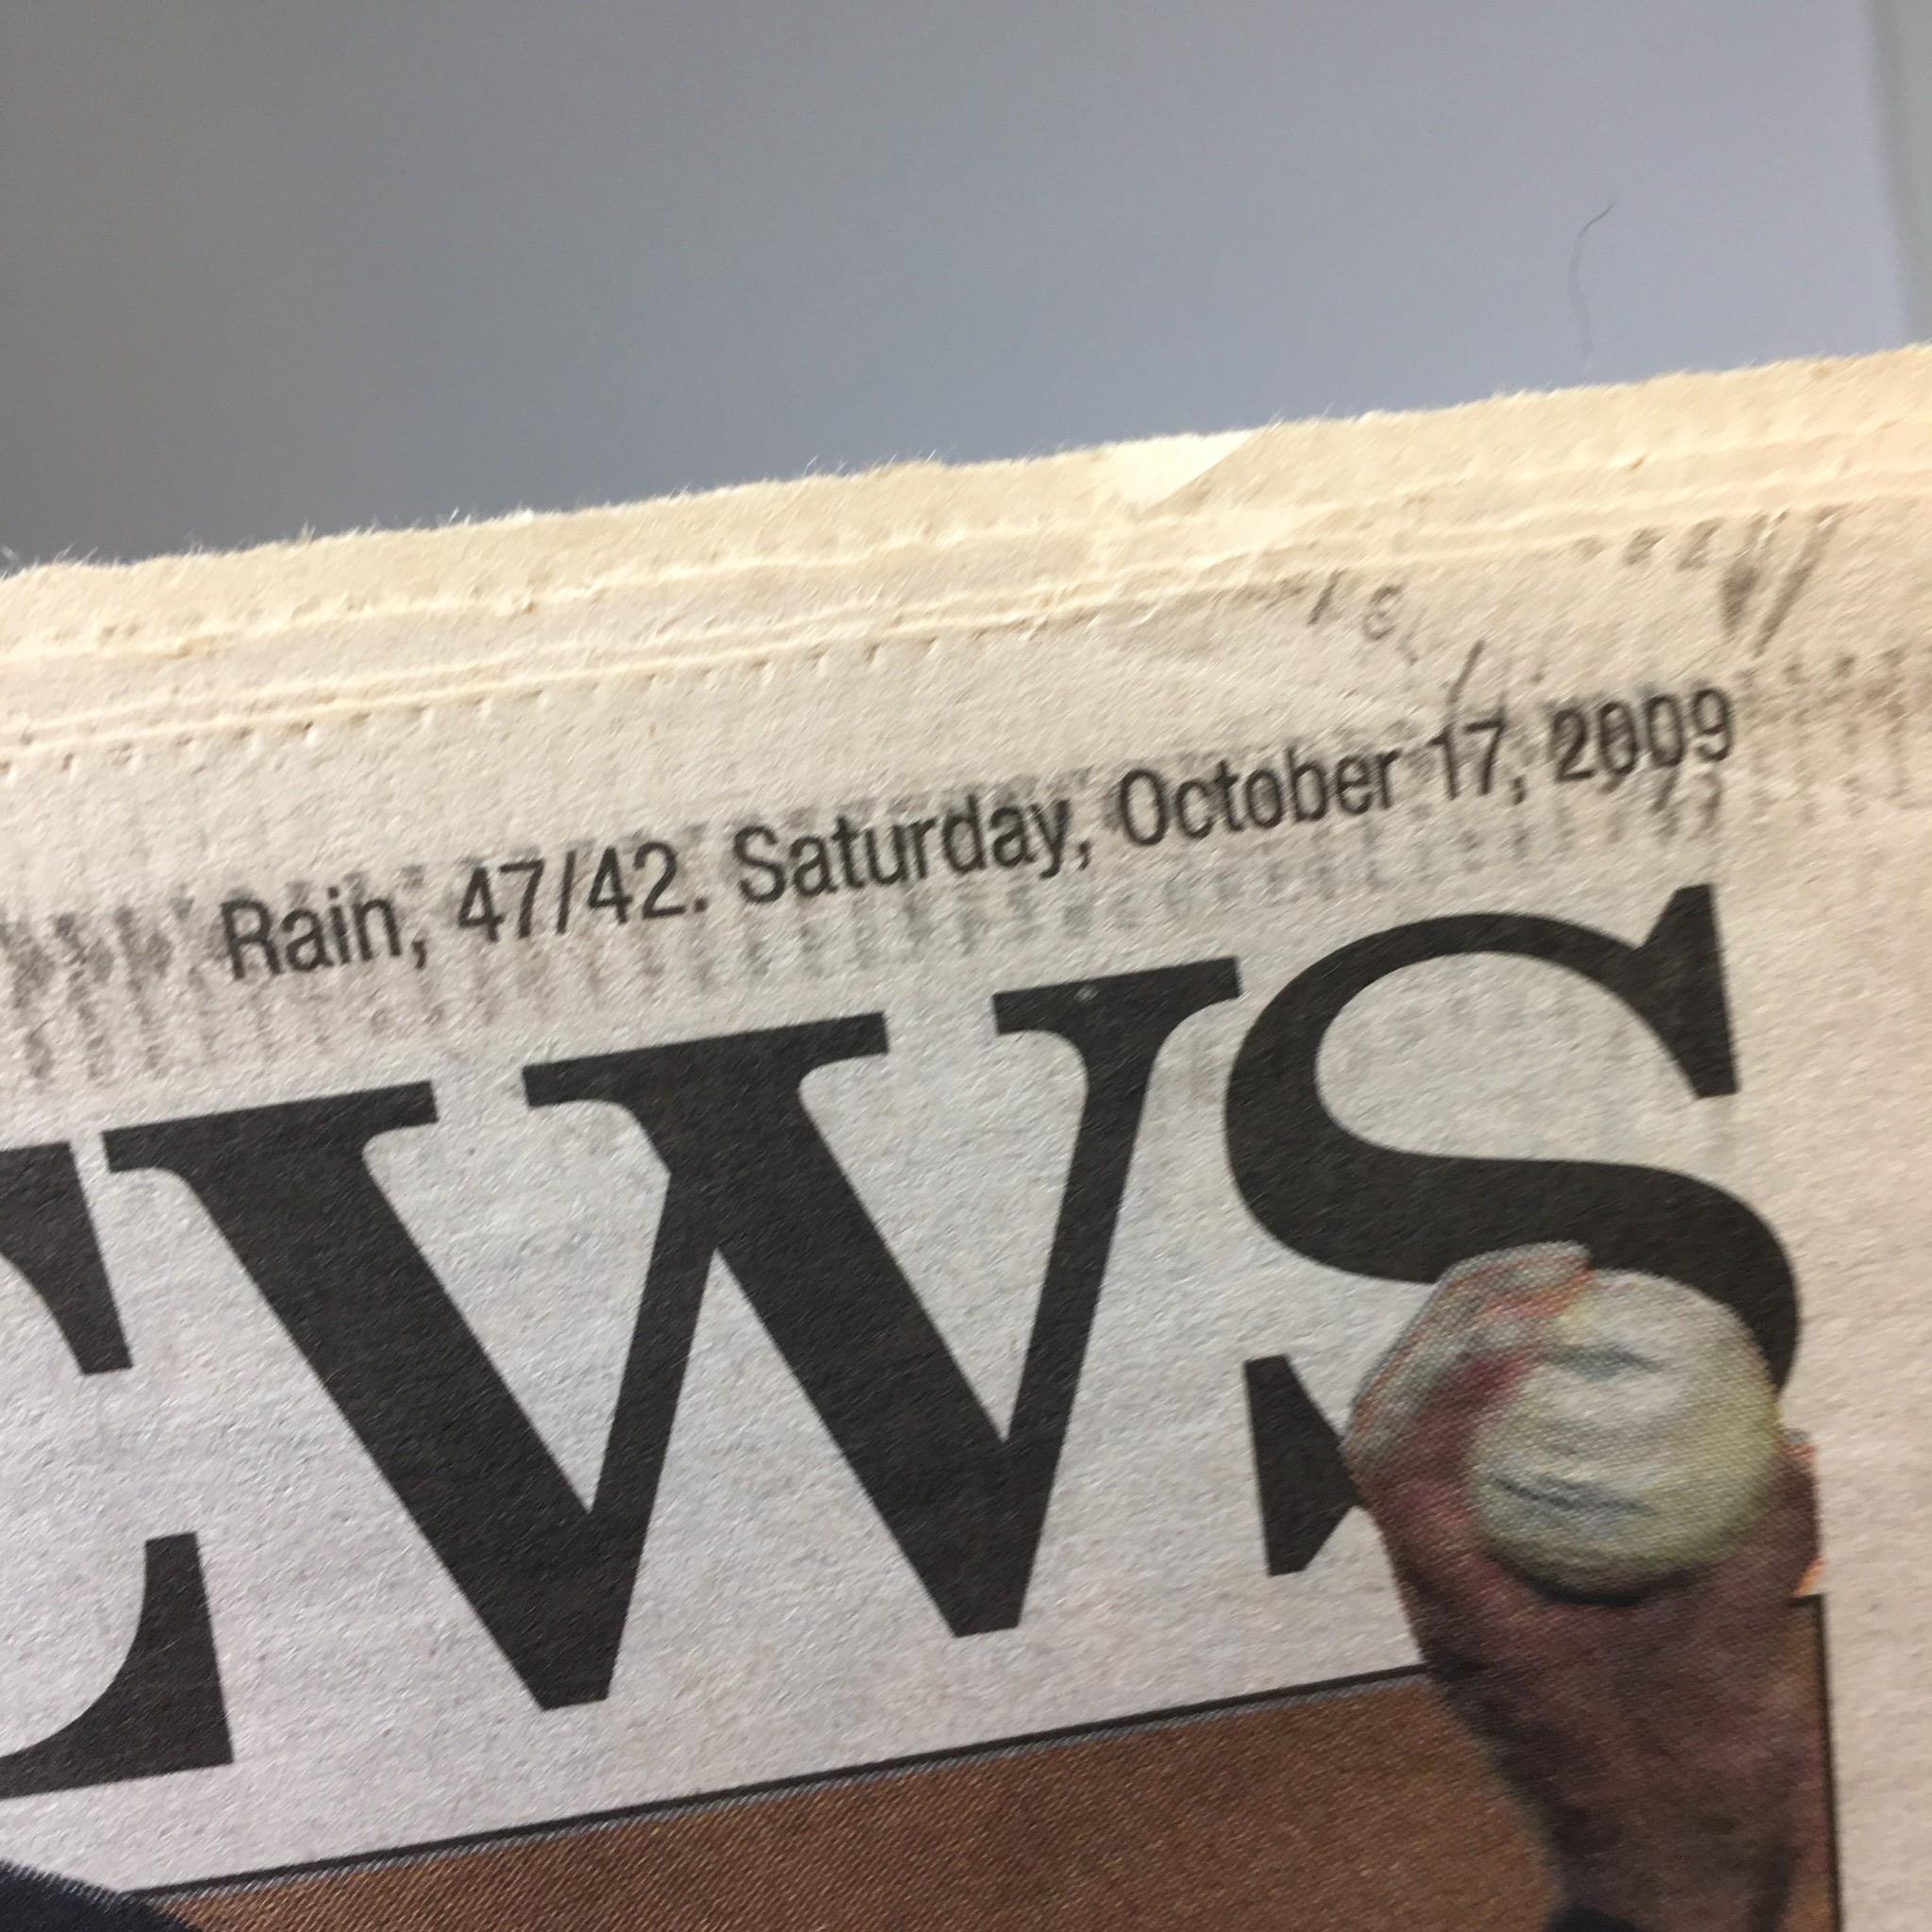 Rain, 47/42. Saturday, October 17, 2009
EWS